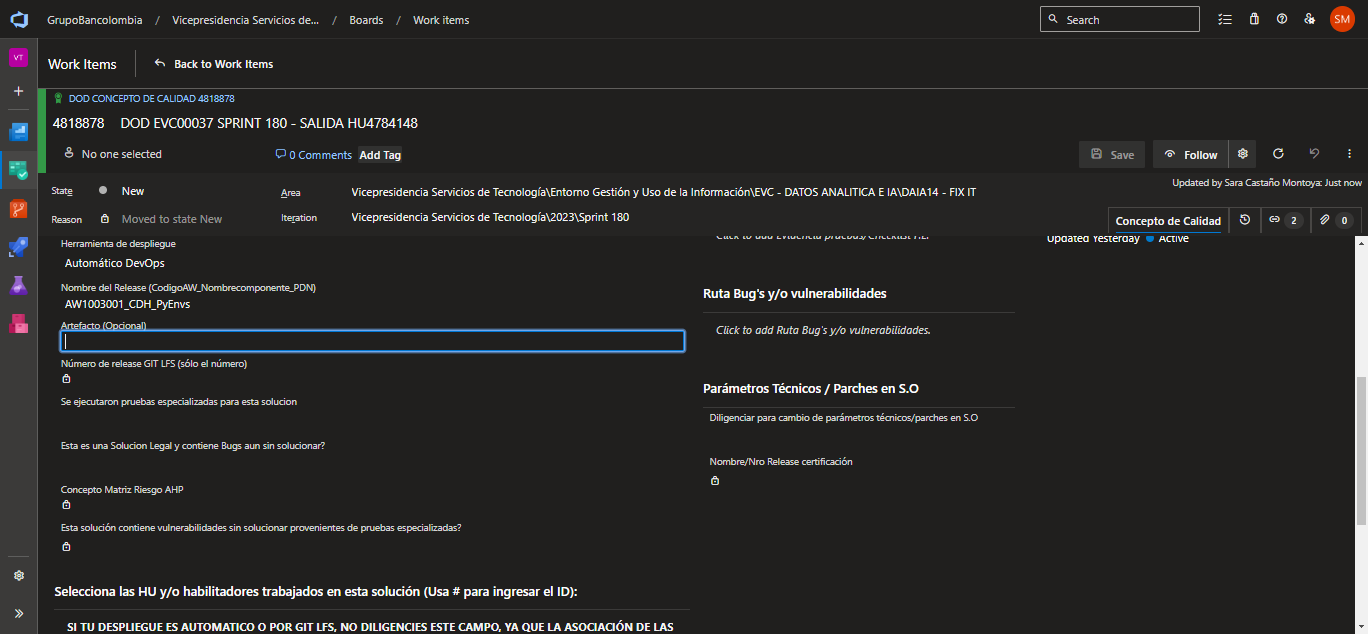 GrupoBancolombia / Vicepresidencia Servicios de... / Boards / Work items
Search
SM
VT
Work Items
Back to Work Items
DOD CONCEPTO DE CALIDAD 4818878
4818878 DOD EVC00037 SPRINT 180 - SALIDA HU4784148
No one selected
0 Comments
Add Tag
Save
Follow
State
New
Area
Vicepresidencia Servicios de Tecnología\Entorno Gestión y Uso de la Información\EVC - DATOS ANALITICA E IA\DAIA14 - FIX IT
Updated by Sara Castaño Montoya: Just now
Reason
Moved to state New
Iteration
Vicepresidencia Servicios de Tecnología\2023\Sprint 180
Concepto de Calidad
2
0
Herramienta de despliegue
Automático DevOps
Nombre del Release (CodigoAW_Nombrecomponente_PDN)
AW1003001_CDH_PyEnvs
Artefacto (Opcional)
Número de release GIT LFS (sólo el número)
Se ejecutaron pruebas especializadas para esta solucion
Esta es una Solucion Legal y contiene Bugs aun sin solucionar?
Concepto Matriz Riesgo AHP
Esta solución contiene vulnerabilidades sin solucionar provenientes de pruebas especializadas?
Selecciona las HU y/o habilitadores trabajados en esta solución (Usa # para ingresar el ID):
SI TU DESPLIEGUE ES AUTOMATICO O POR GIT LFS, NO DILIGENCIES ESTE CAMPO, YA QUE LA ASOCIACIÓN DE LAS
Click to add Evidencia pruebas/Checklist P.E.
Ruta Bug's y/o vulnerabilidades
Click to add Ruta Bug's y/o vulnerabilidades.
Parámetros Técnicos / Parches en S.O
Diligenciar para cambio de parámetros técnicos/parches en S.O
Nombre/Nro Release certificación
Updated Yesterday
Active